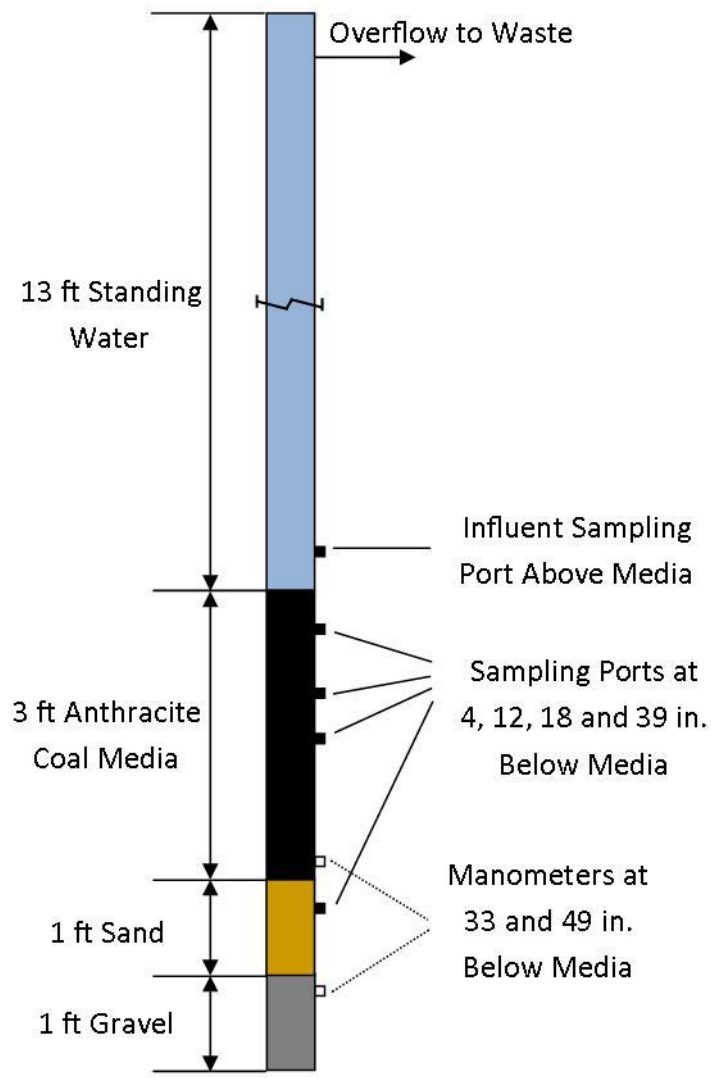 Overflow to Waste
13 ft Standing
Water
Influent Sampling
Port Above Media
Sampling Ports at
4, 12, 18 and 39 in.
Below Media
3 ft Anthracite
Coal Media
Manometers at
33 and 49 in.
Below Media
1 ft Sand
1 ft Gravel